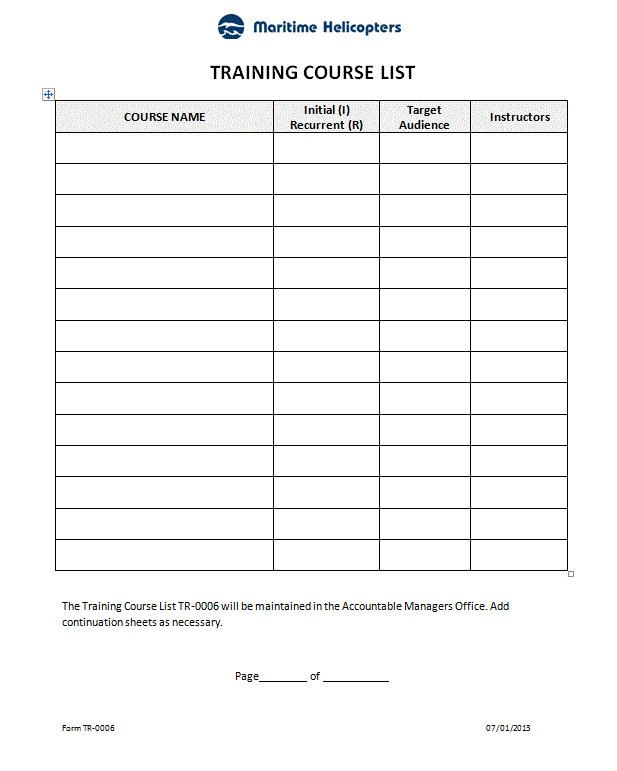 Maritime Helicopters
TRAINING COURSE LIST
COURSE NAME
Initial (I)
Recurrent (R)
Target
Audience
Instructors
The Training Course List TR-0006 will be maintained in the Accountable Managers Office. Add
continuation sheets as necessary.
Page________ of ___________
Form TR-0006
07/01/2013